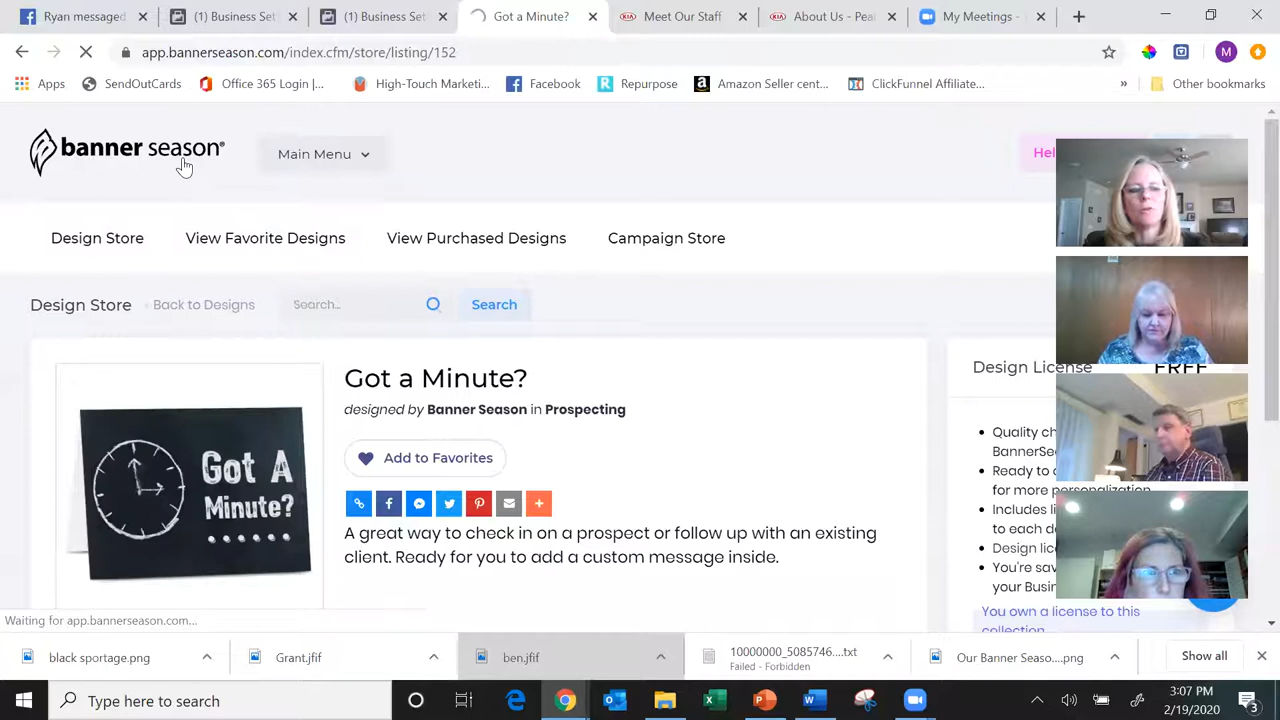 Ryan messaged
(1) Business Set
(1) Business Set
Got a Minute?
Meet Our Staff
About Us - Pea
My Meetings -
app.bannerseason.com/index.cfm/store/listing/152
M
Apps
SendOutCards
Office 365 Login |...
High-Touch Marketi...
Facebook
Repurpose
Amazon Seller cent...
ClickFunnel Affiliate...
»
Other bookmarks
banner season®
Main Menu
Hel
Design Store
View Favorite Designs
View Purchased Designs
Campaign Store
Design Store
Back to Designs
Search...
Search
Got a Minute?
designed by Banner Season in Prospecting
Add to Favorites
A great way to check in on a prospect or follow up with an existing
client. Ready for you to add a custom message inside.
Got A
Minute?
Design License
FREE
Quality ch
BannerSe
Ready to
for more personalization
Includes li
to each d
Design lic
You're sav
your Busin
You own a license to this
collection
Waiting for app.bannerseason.com...
black sportage.png
Grant.jfif
ben.jfif
10000000_5085746....txt
Failed - Forbidden
Our Banner Seaso....png
Show all
Type here to search
3:07 PM
2/19/2020
3